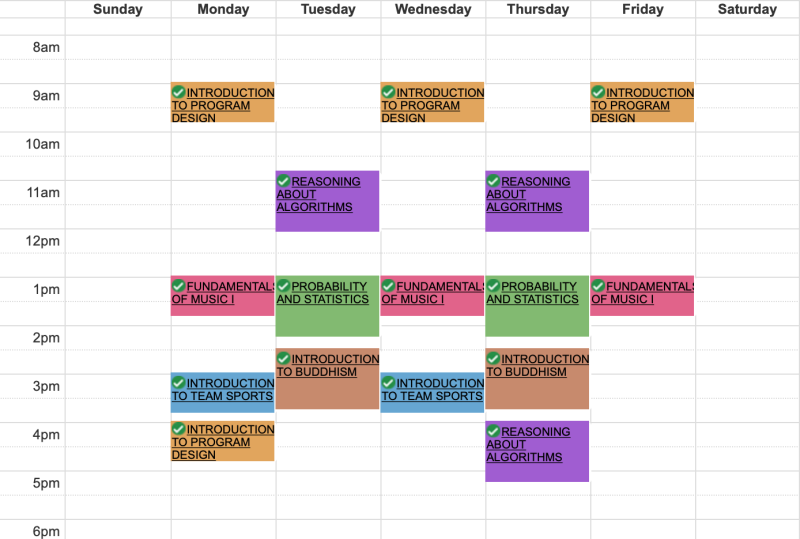 Sunday Monday Tuesday Wednesday Thursday Friday Saturday
8am
9am
INTRODUCTION
TO PROGRAM
DESIGN
INTRODUCTION
TO PROGRAM
DESIGN
INTRODUCTION
TO PROGRAM
DESIGN
10am
11am
REASONING
ABOUT
ALGORITHMS
REASONING
ABOUT
ALGORITHMS
12pm
1pm
FUNDAMENTALS
OF MUSIC I
PROBABILITY
AND STATISTICS
FUNDAMENTALS
OF MUSIC I
PROBABILITY
AND STATISTICS
FUNDAMENTALS
OF MUSIC I
2pm
INTRODUCTION
TO BUDDHISM
INTRODUCTION
TO BUDDHISM
3pm
INTRODUCTION
TO TEAM SPORTS
INTRODUCTION
TO TEAM SPORTS
4pm
INTRODUCTION
TO PROGRAM
DESIGN
REASONING
ABOUT
ALGORITHMS
5pm
6pm